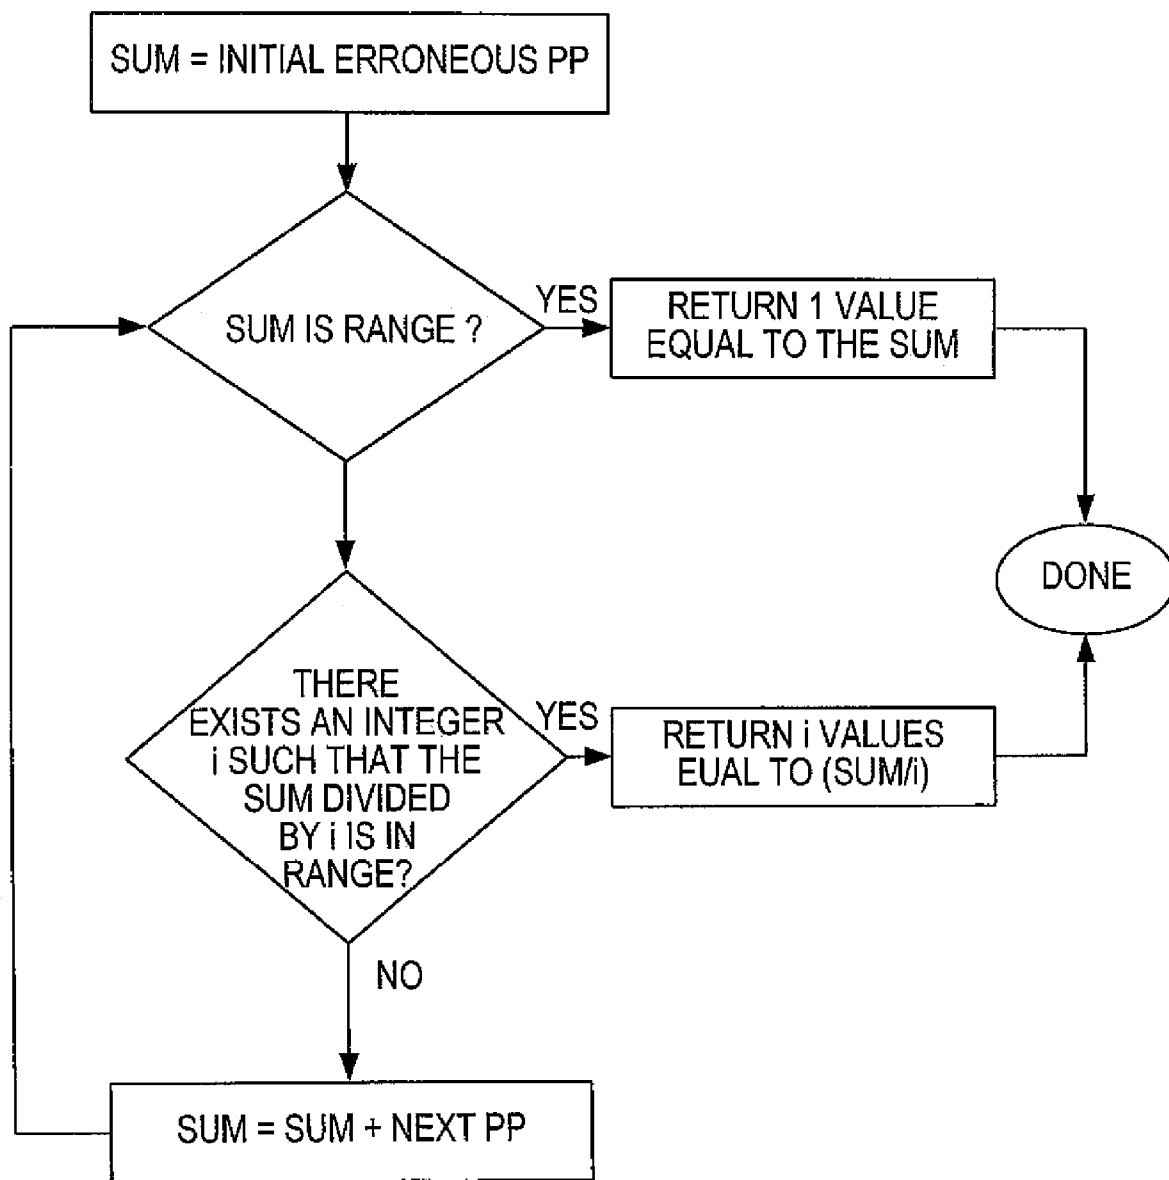 SUM = INITIAL ERRONEOUS PP
SUM IS RANGE ?
YES
RETURN 1 VALUE
EQUAL TO THE SUM
DONE
THERE
EXISTS AN INTEGER
i SUCH THAT THE
SUM DIVIDED
BY i IS IN
RANGE?
YES
RETURN i VALUES
EUAL TO (SUM/i)
NO
SUM = SUM + NEXT PP